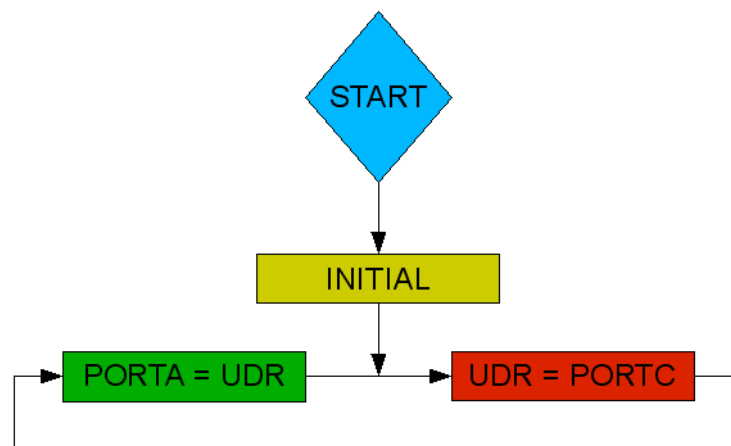 START
INITIAL
PORTA = UDR
UDR = PORTC